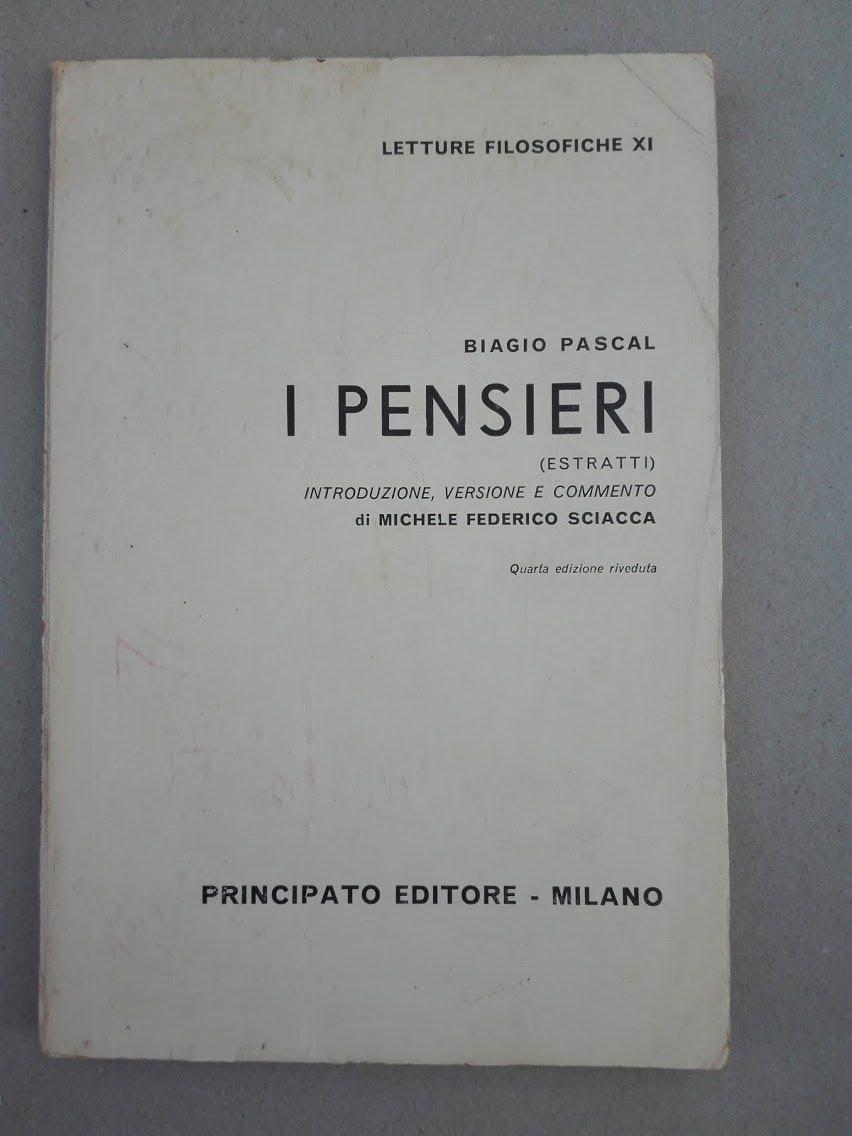 LETTURE FILOSOFICHE XI
BIAGIO PASCAL
I PENSIERI
(ESTRATTI)
INTRODUZIONE, VERSIONE E COMMENTO
di MICHELE FEDERICO SCIACCA
Quarta edizione riveduta
PRINCIPATO EDITORE - MILANO